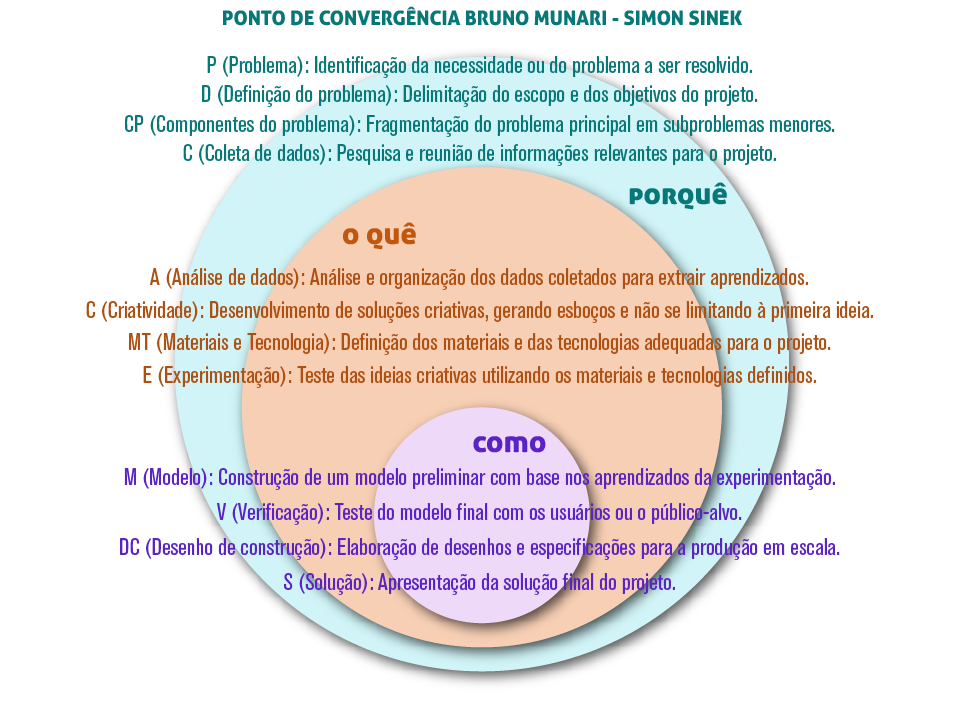 PONTO DE CONVERGÊNCIA BRUNO MUNARI - SIMON SINEK
P (Problema): Identificação da necessidade ou do problema a ser resolvido.
D (Definição do problema): Delimitação do escopo e dos objetivos do projeto.
CP (Componentes do problema): Fragmentação do problema principal em subproblemas menores.
C (Coleta de dados): Pesquisa e reunião de informações relevantes para o projeto.
PORQUÊ
O QUÊ
A (Análise de dados): Análise e organização dos dados coletados para extrair aprendizados.
C (Criatividade): Desenvolvimento de soluções criativas, gerando esboços e não se limitando à primeira ideia.
MT (Materiais e Tecnologia): Definição dos materiais e das tecnologias adequadas para o projeto.
E (Experimentação): Teste das ideias criativas utilizando os materiais e tecnologias definidos.
COMO
M (Modelo): Construção de um modelo preliminar com base nos aprendizados da experimentação.
V (Verificação): Teste do modelo final com os usuários ou o público-alvo.
DC (Desenho de construção): Elaboração de desenhos e especificações para a produção em escala.
S (Solução): Apresentação da solução final do projeto.